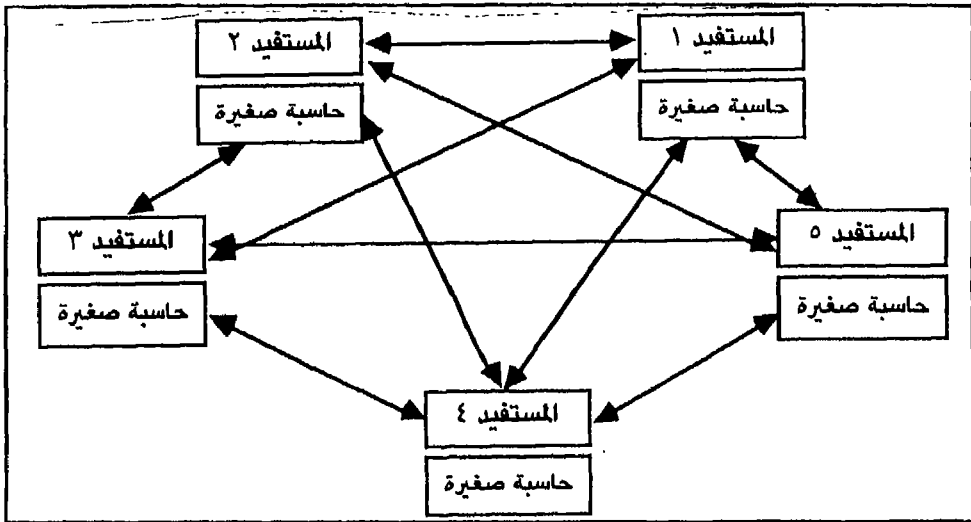 المستفيد ١
حاسبة صغيرة
المستفيد ٢
حاسبة صغيرة
المستفيد ٣
حاسبة صغيرة
المستفيد ٤
حاسبة صغيرة
المستفيد ٥
حاسبة صغيرة